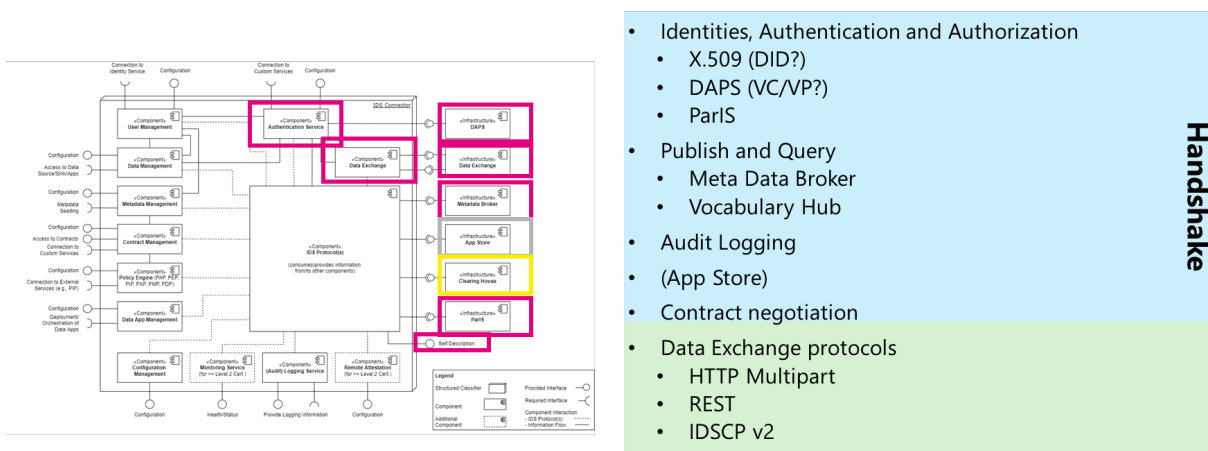 Connection to
Identity Service
Configuration
Connection to
Custom Services
Configuration
IDS Connector
«Component»
User Management
«Component»
Authentication Service
«Infrastructure»
DAPS
Configuration
Access to Data
Source/Sink/Apps
«Component»
Data Management
«Component»
Data Exchange
«Infrastructure»
Data Exchange
Configuration
Metadata
Seeding
«Component»
Metadata Management
«Infrastructure»
Metadata Broker
Configuration
Access to Contracts
Connection to
Custom Services
«Component»
Contract Management
«Component»
IDS Protocol(s)
(consumes/provides information
from/to other components)
«Infrastructure»
App Store
Configuration
Connection to External
Services (e.g., PIP)
«Component»
Policy Engine (PAP, PEP,
PIP, PXP, PMP, PDP)
«Infrastructure»
Clearing House
Configuration
Deployment/
Orchestration of
Data Apps
«Component»
Data App Management
«Infrastructure»
ParIS
Self Description
«Component»
Configuration
Management
«Component»
Montoring Service
(for >= Level 2 Cert.)
«Component»
(Audit) Logging Service
«Component»
Remote Attestation
(for >= Level 2 Cert.)
Configuration
Health/Status
Provide Logging Information
Configuration
Legend
Structured Classifier
Component
Additional
Component
Provided Interface
Required Interface
Component Interaction:
- IDS Protocol(s)
- Information Flow
• Identities, Authentication and Authorization
• X.509 (DID?)
• DAPS (VC/VP?)
• ParIS
• Publish and Query
• Meta Data Broker
• Vocabulary Hub
• Audit Logging
• (App Store)
• Contract negotiation
• Data Exchange protocols
• HTTP Multipart
• REST
• IDSCP v2
Handshake